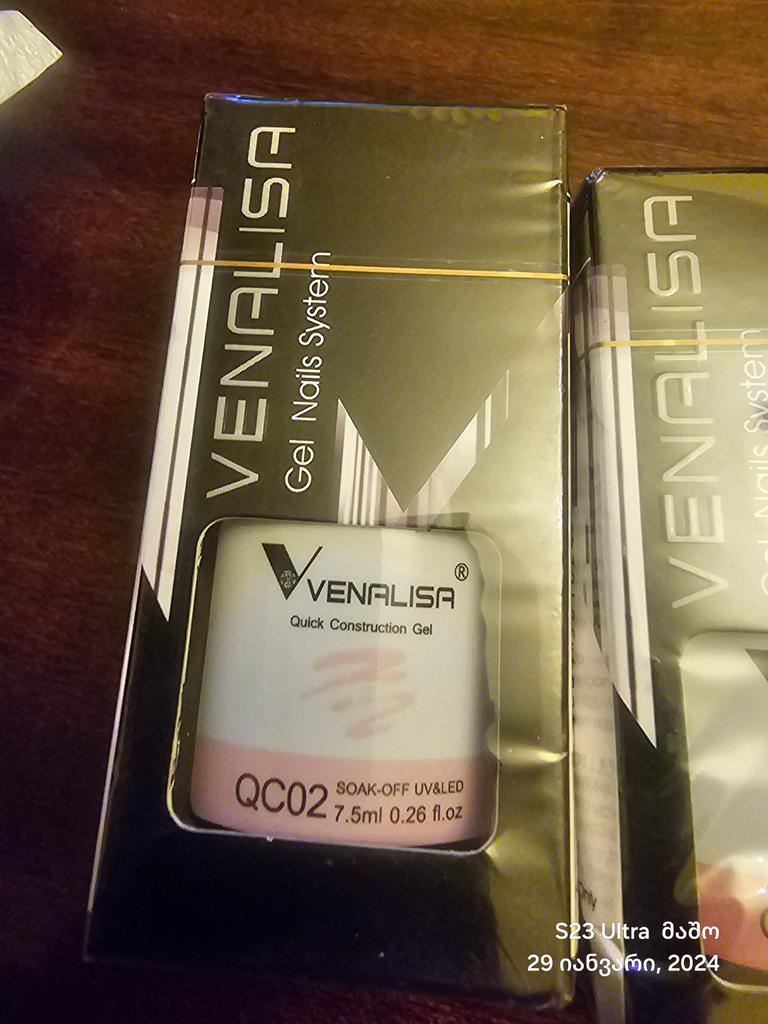 VENALISA
Gel Nails System
VENALISA
®
Quick Construction Gel
QC02
SOAK-OFF UV&LED
7.5ml 0.26 fl.oz
VENALISA
Gel Nails System
S23 Ultra მაშო
29 იანვარი, 2024